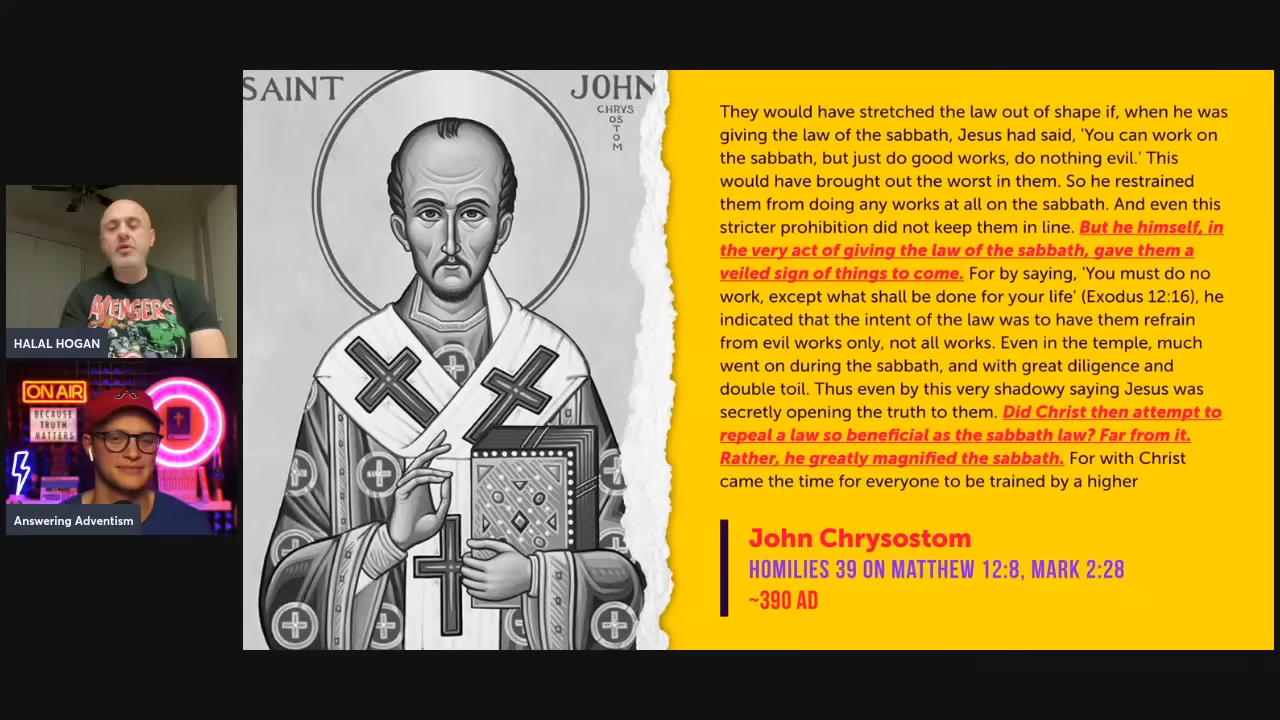 SAINT
JOHN
CHRYS
OS
T
O
M
They would have stretched the law out of shape if, when he was
giving the law of the sabbath, Jesus had said, 'You can work on
the sabbath, but just do good works, do nothing evil.' This
would have brought out the worst in them. So he restrained
them from doing any works at all on the sabbath. And even this
stricter prohibition did not keep them in line. But he himself, in
the very act of giving the law of the sabbath, gave them a
veiled sign of things to come. For by saying, 'You must do no
work, except what shall be done for your life' (Exodus 12:16), he
indicated that the intent of the law was to have them refrain
from evil works only, not all works. Even in the temple, much
went on during the sabbath, and with great diligence and
double toil. Thus even by this very shadowy saying Jesus was
secretly opening the truth to them. Did Christ then attempt to
repeal a law so beneficial as the sabbath law? Far from it.
Rather, he greatly magnified the sabbath. For with Christ
came the time for everyone to be trained by a higher
John Chrysostom
HOMILIES 39 ON MATTHEW 12:8, MARK 2:28
~390 AD
AVENGERS
HALAL HOGAN
ON AIR
BECAUSE
TRUTH
MATTERS
Answering Adventism